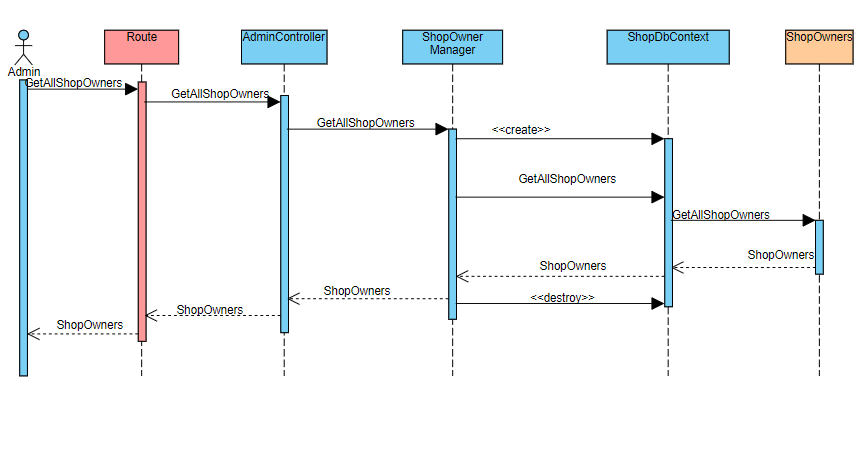 Route
AdminController
ShopOwner
Manager
ShopDbContext
ShopOwners
Admin
GetAllShopOwners
GetAllShopOwners
GetAllShopOwners
<<create>>
GetAllShopOwners
GetAllShopOwners
ShopOwners
ShopOwners
ShopOwners
<<destroy>>
ShopOwners
ShopOwners